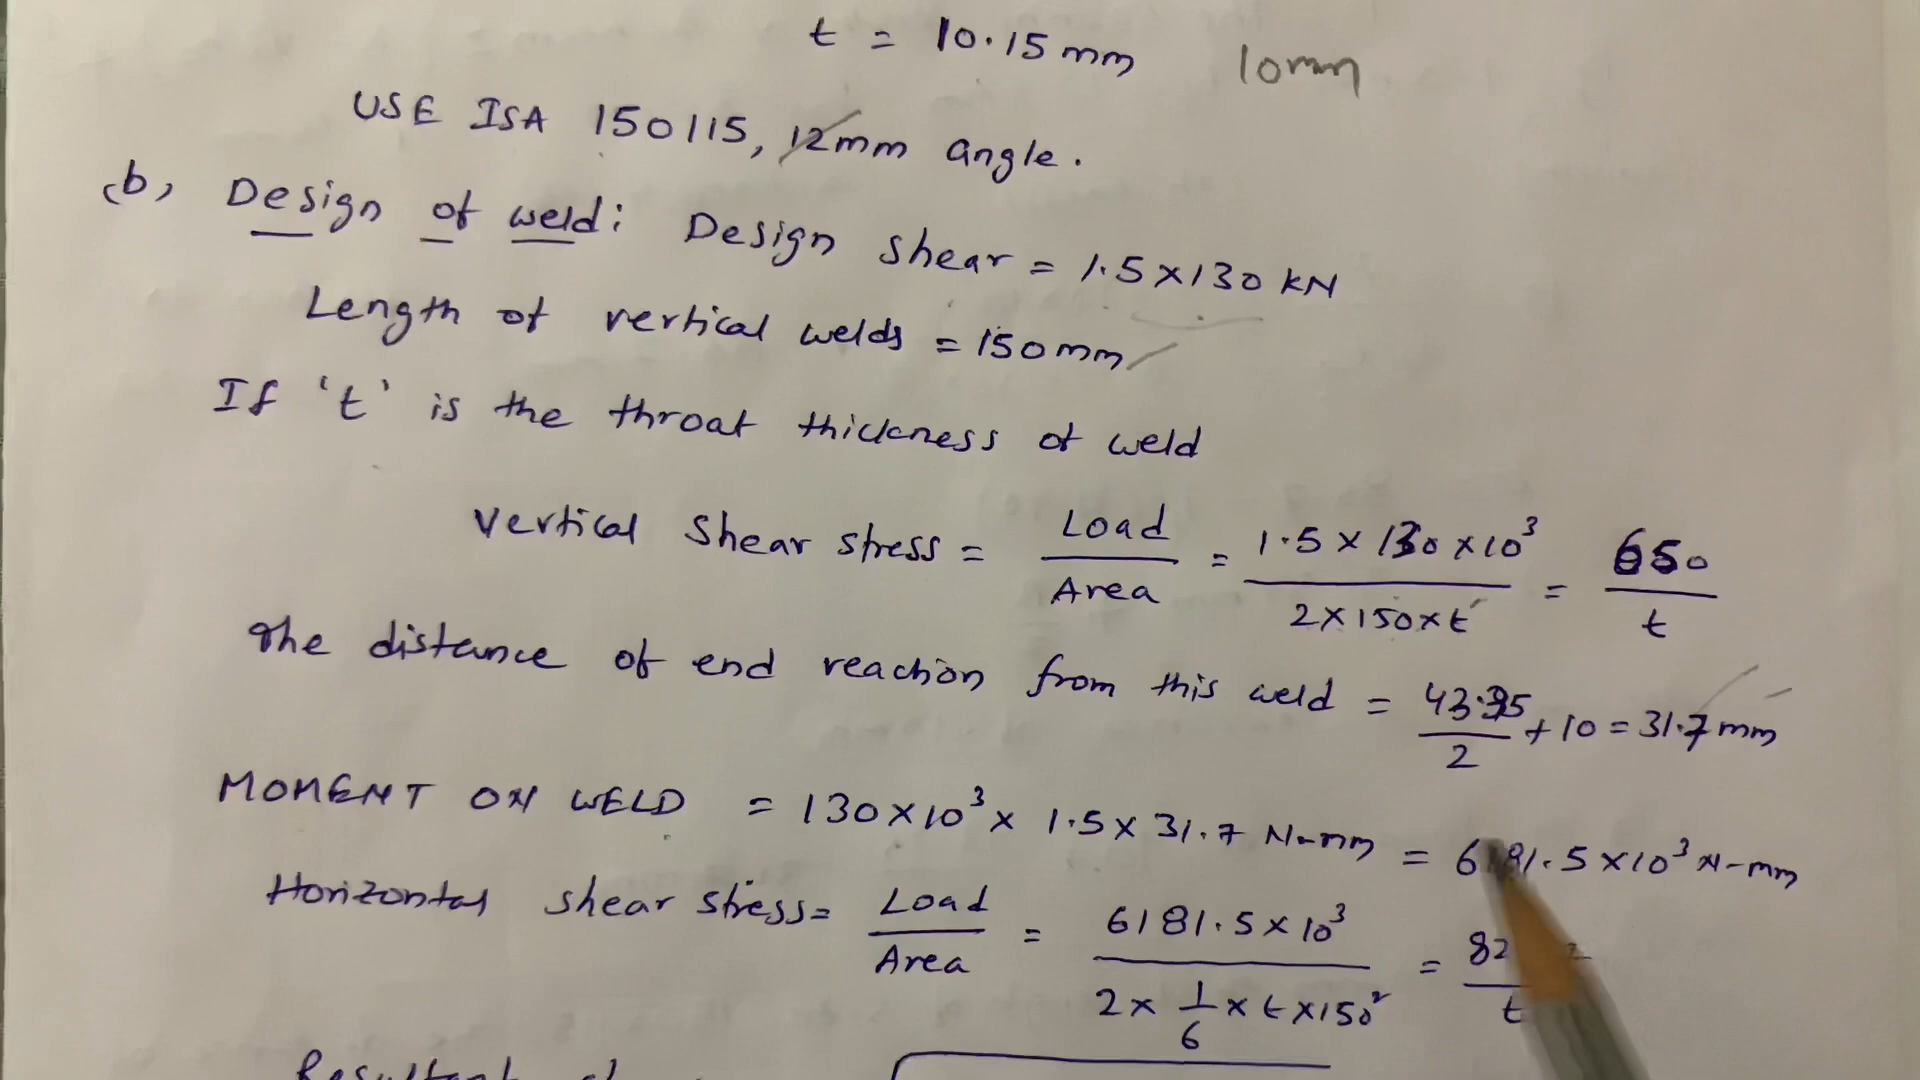 t = 10.15 mm 10mm
USE ISA 150115, 12mm angle.
(b) Design of weld: Design shear = 1.5×130 kN
Length of vertical welds = 150mm
If 't' is the throat thickness of weld
Vertical Shear stress = Load/Area = 1.5 × 130 × 10³/2×150×t = 650/t
The distance of end reaction from this weld = 43.35/2 + 10 = 31.7 mm
MOMENT ON WELD = 130×10³× 1.5× 31.7 N-mm = 6181.5×10³ N-mm
Horizontal shear stress= Load/Area = 6181.5×10³/2× 1/6 × t ×150² = /t